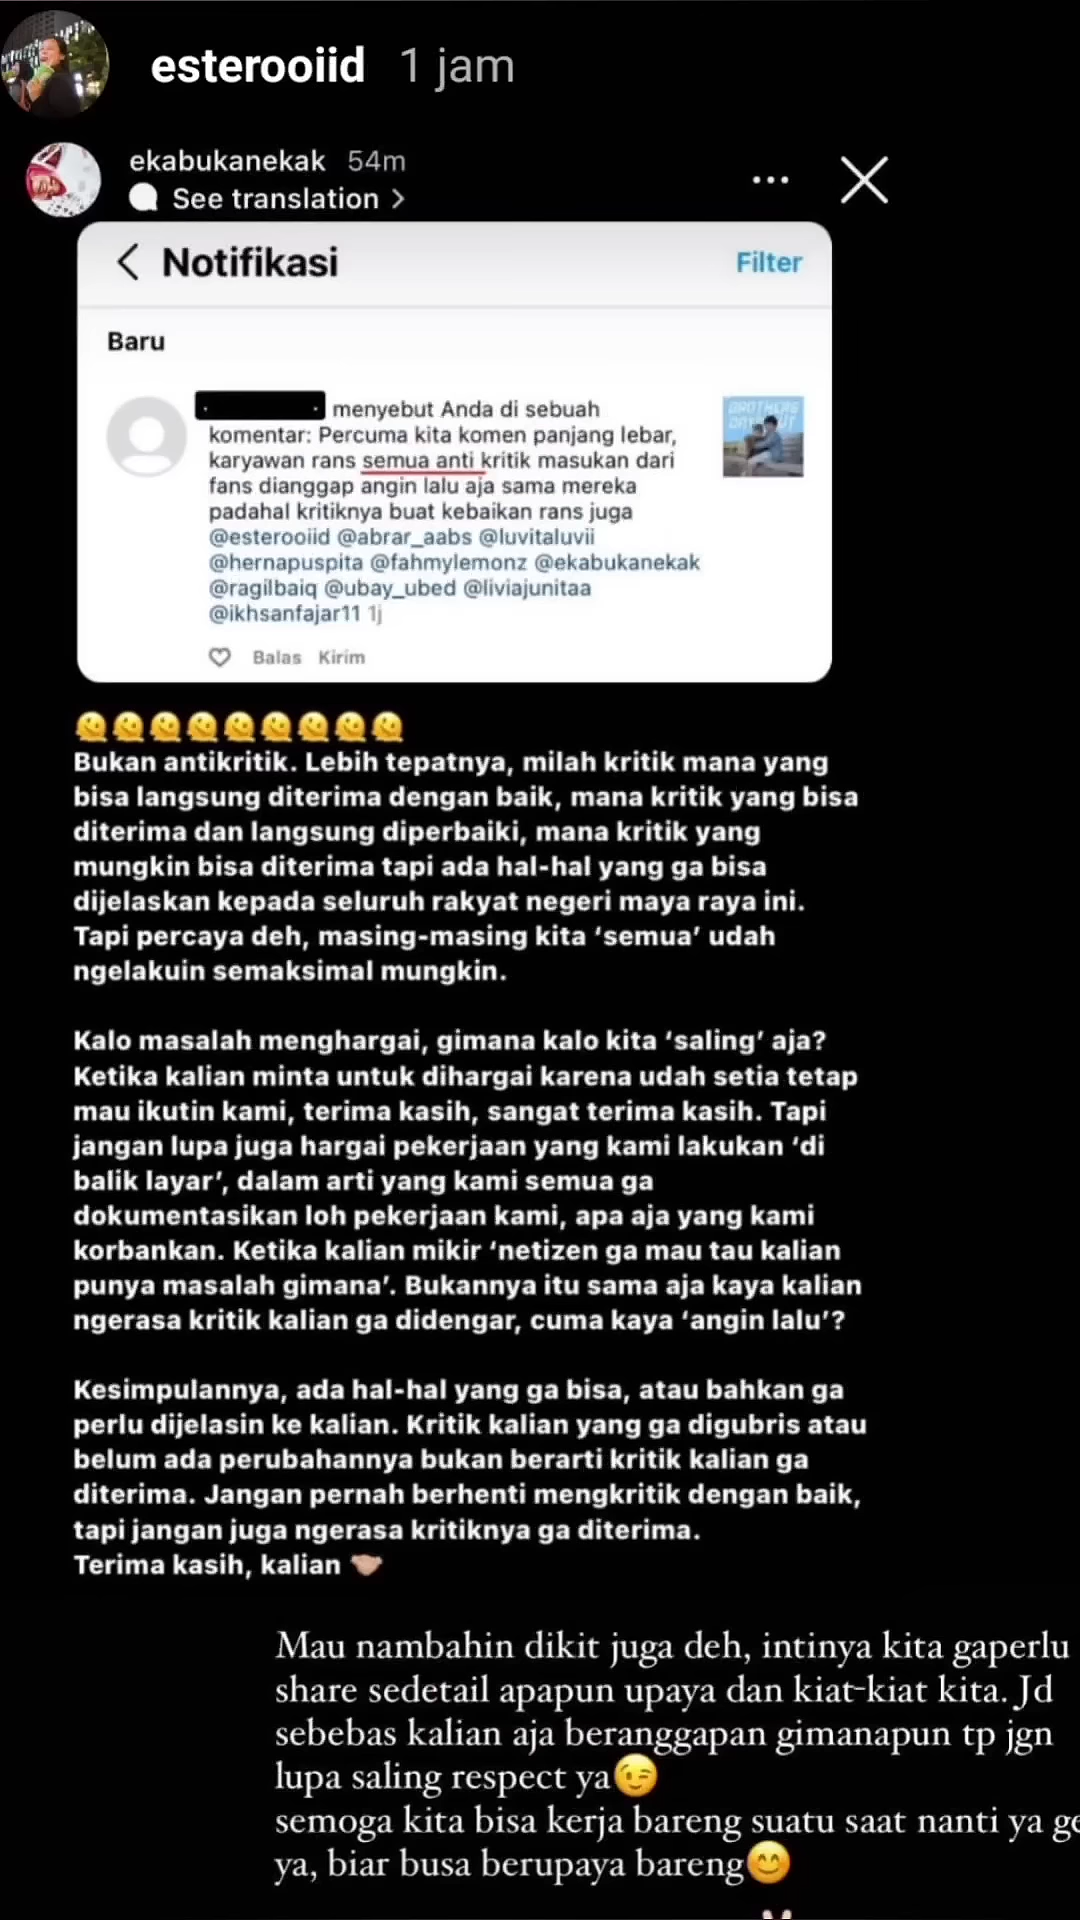 esterooiid 1 jam
ekabukanekak 54m
See translation >
Notifikasi
Filter
Baru
menyebut Anda di sebuah
komentar: Percuma kita komen panjang lebar,
karyawan rans semua anti kritik masukan dari
fans dianggap angin lalu aja sama mereka
padahal kritiknya buat kebaikan rans juga
@esterooiid @abrar_aabs @luvitaluvii
@hernapuspita @fahmylemonz @ekabukanekak
@ragilbaiq @ubay_ubed @liviajunitaa
@ikhsanfajar11 1j
Balas Kirim
BROTHERS
DAY OUT
🫠🫠🫠🫠🫠🫠🫠🫠🫠
Bukan antikritik. Lebih tepatnya, milah kritik mana yang
bisa langsung diterima dengan baik, mana kritik yang bisa
diterima dan langsung diperbaiki, mana kritik yang
mungkin bisa diterima tapi ada hal-hal yang ga bisa
dijelaskan kepada seluruh rakyat negeri maya raya ini.
Tapi percaya deh, masing-masing kita ‘semua’ udah
ngelakuin semaksimal mungkin.
Kalo masalah menghargai, gimana kalo kita ‘saling’ aja?
Ketika kalian minta untuk dihargai karena udah setia tetap
mau ikutin kami, terima kasih, sangat terima kasih. Tapi
jangan lupa juga hargai pekerjaan yang kami lakukan ‘di
balik layar’, dalam arti yang kami semua ga
dokumentasikan loh pekerjaan kami, apa aja yang kami
korbankan. Ketika kalian mikir ‘netizen ga mau tau kalian
punya masalah gimana’. Bukannya itu sama aja kaya kalian
ngerasa kritik kalian ga didengar, cuma kaya ‘angin lalu’?
Kesimpulannya, ada hal-hal yang ga bisa, atau bahkan ga
perlu dijelasin ke kalian. Kritik kalian yang ga digubris atau
belum ada perubahannya bukan berarti kritik kalian ga
diterima. Jangan pernah berhenti mengkritik dengan baik,
tapi jangan juga ngerasa kritiknya ga diterima.
Terima kasih, kalian 🤝
Mau nambahin dikit juga deh, intinya kita gaperlu
share sedetail apapun upaya dan kiat-kiat kita. Jd
sebebas kalian aja beranggapan gimanapun tp jgn
lupa saling respect ya😉
semoga kita bisa kerja bareng suatu saat nanti ya ge
ya, biar busa berupaya bareng😊